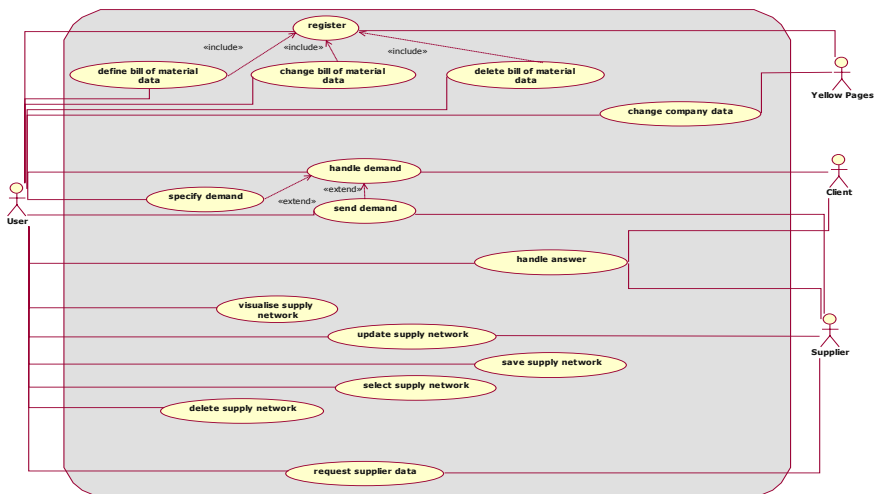 register
«include»
«include»
«include»
define bill of material
data
change bill of material
data
delete bill of material
data
Yellow Pages
change company data
handle demand
«extend»
specify demand
«extend»
send demand
User
Client
handle answer
visualise supply
network
update supply network
Supplier
save supply network
select supply network
delete supply network
request supplier data